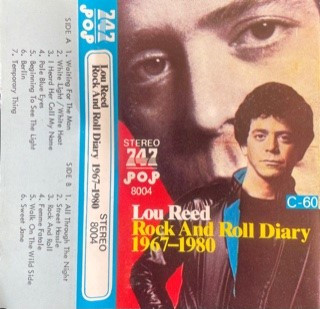 SIDE A
1. Waiting For The Man
2. White Light / White Heat
3. I Heard Her Call My Name
4. Pale Blue Eyes
5. Beginning To See The Light
6. Berlin
7. Temporary Thing
SIDE B
1. All Through The Night
2. Street Hassle
3. Rock And Roll
4. Femme Fatale
5. Walk On The Wild Side
6. Sweet Jane
747
POP
Lou Reed
Rock And Roll Diary 1967-1980
STEREO
8004
STEREO
747
POP
8004
C-60
Lou Reed
Rock And Roll Diary
1967-1980